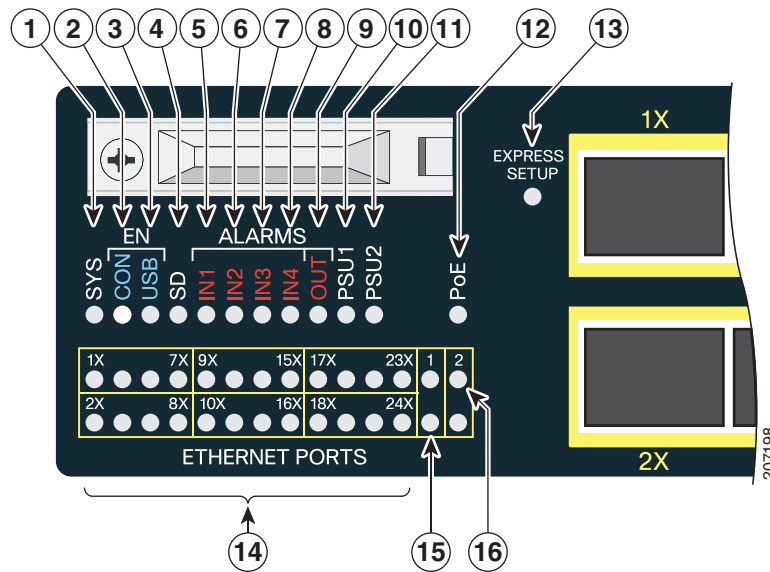 1 2 3 4 5 6 7 8 9 10 11 12 13
1X
EXPRESS
SETUP
EN ALARMS
SYS CON USB SD IN1 IN2 IN3 IN4 OUT PSU1 PSU2 PoE
1X 7X 9X 15X 17X 23X 1 2
2X 8X 10X 16X 18X 24X
ETHERNET PORTS
2X
207198
14 15 16